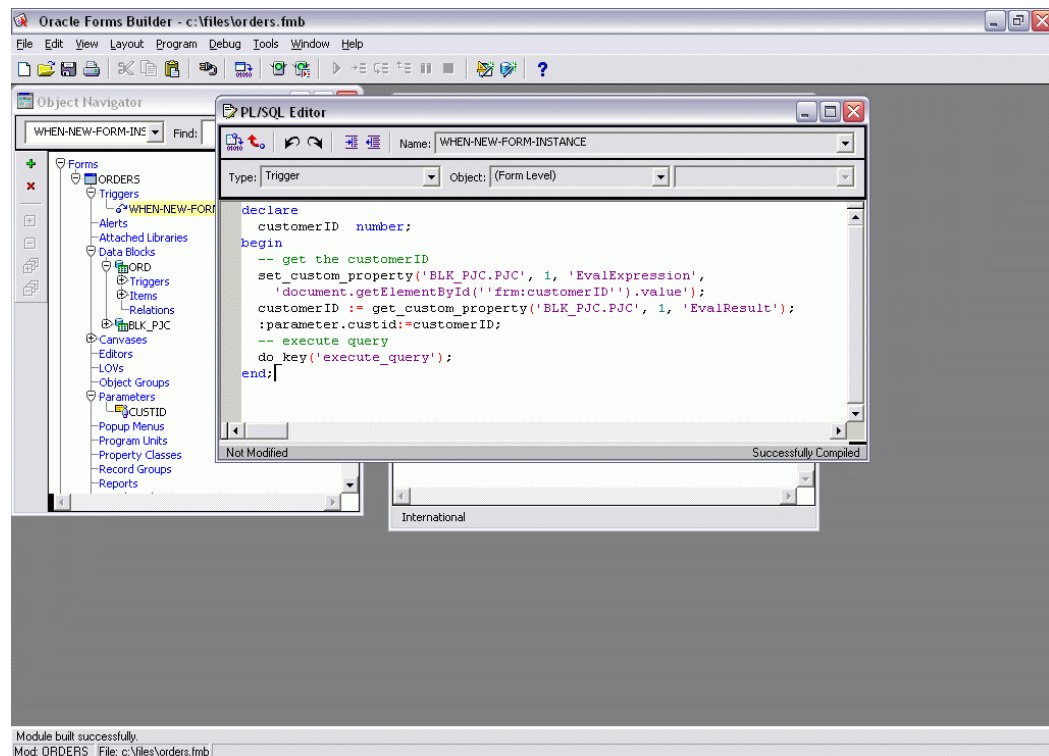 Oracle Forms Builder - c:\files\orders.fmb
File Edit View Layout Program Debug Tools Window Help
Object Navigator
WHEN-NEW-FORM-INS Find:
Forms
ORDERS
Triggers
WHEN-NEW-FORM
Alerts
Attached Libraries
Data Blocks
ORD
Triggers
Items
Relations
BLK_PJC
Canvases
Editors
LOVs
Object Groups
Parameters
CUSTID
Popup Menus
Program Units
Property Classes
Record Groups
Reports
PL/SQL Editor
Name: WHEN-NEW-FORM-INSTANCE
Type: Trigger Object: (Form Level)
declare
  customerID  number;
begin
  -- get the customerID
  set_custom_property('BLK_PJC.PJC', 1, 'EvalExpression',
    'document.getElementById(''frm:customerID'').value');
  customerID := get_custom_property('BLK_PJC.PJC', 1, 'EvalResult');
  :parameter.custid:=customerID;
  -- execute query
  do_key('execute_query');
end;
Not Modified Successfully Compiled
International
Module built successfully.
Mod: ORDERS File: c:\files\orders.fmb